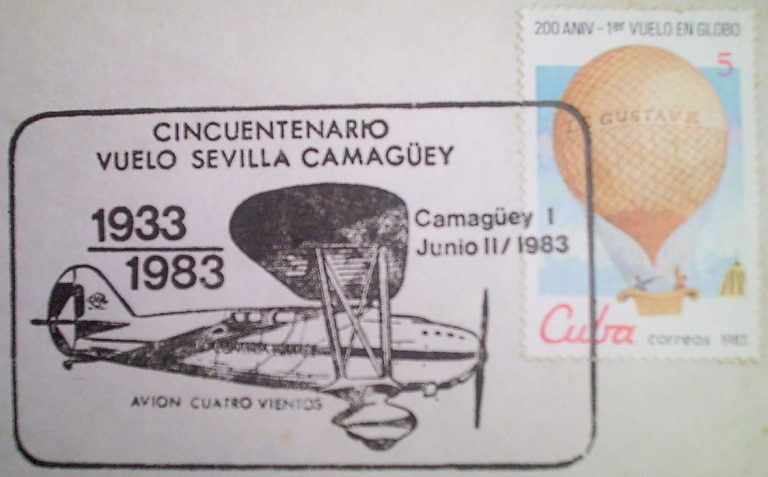 200 ANIV - 1er VUELO EN GLOBO
5
LE GUSTAVE
CINCUENTENARIO
VUELO SEVILLA CAMAGÜEY
1933
1983
Camagüey 1
Junio 11/1983
Cuba correos 1983
AVION CUATRO VIENTOS